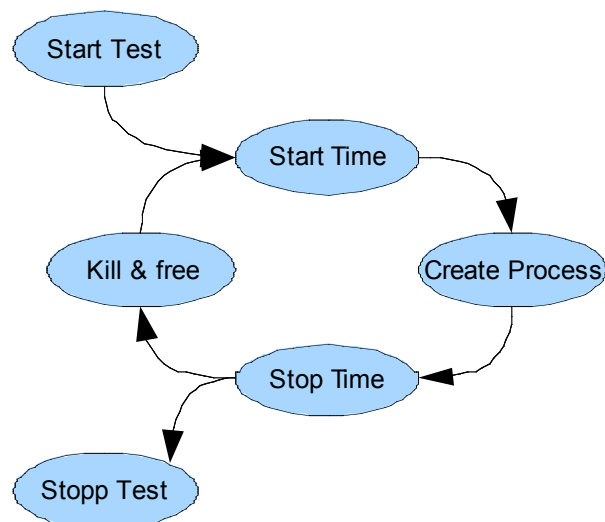 Start Test
Start Time
Kill & free
Create Process
Stop Time
Stopp Test